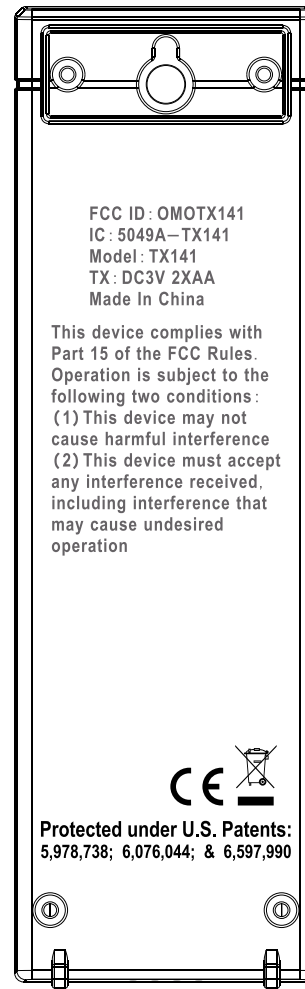 FCC ID : OMOTX141
IC : 5049A–TX141
Model : TX141
TX : DC3V 2XAA
Made In China
This device complies with
Part 15 of the FCC Rules.
Operation is subject to the
following two conditions :
(1) This device may not
cause harmful interference
(2) This device must accept
any interference received,
including interference that
may cause undesired
operation
CE
Protected under U.S. Patents:
5,978,738; 6,076,044; & 6,597,990